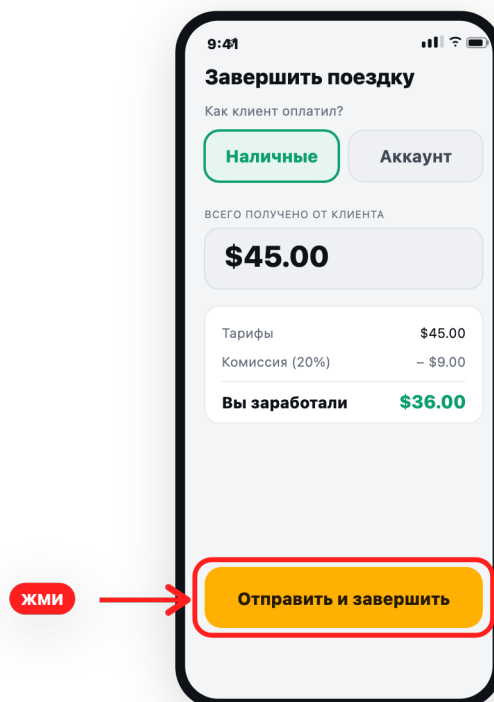 9:41
Завершить поездку
Как клиент оплатил?
Наличные Аккаунт
ВСЕГО ПОЛУЧЕНО ОТ КЛИЕНТА
$45.00
Тарифы $45.00
Комиссия (20%) – $9.00
Вы заработали $36.00
ЖМИ
Отправить и завершить